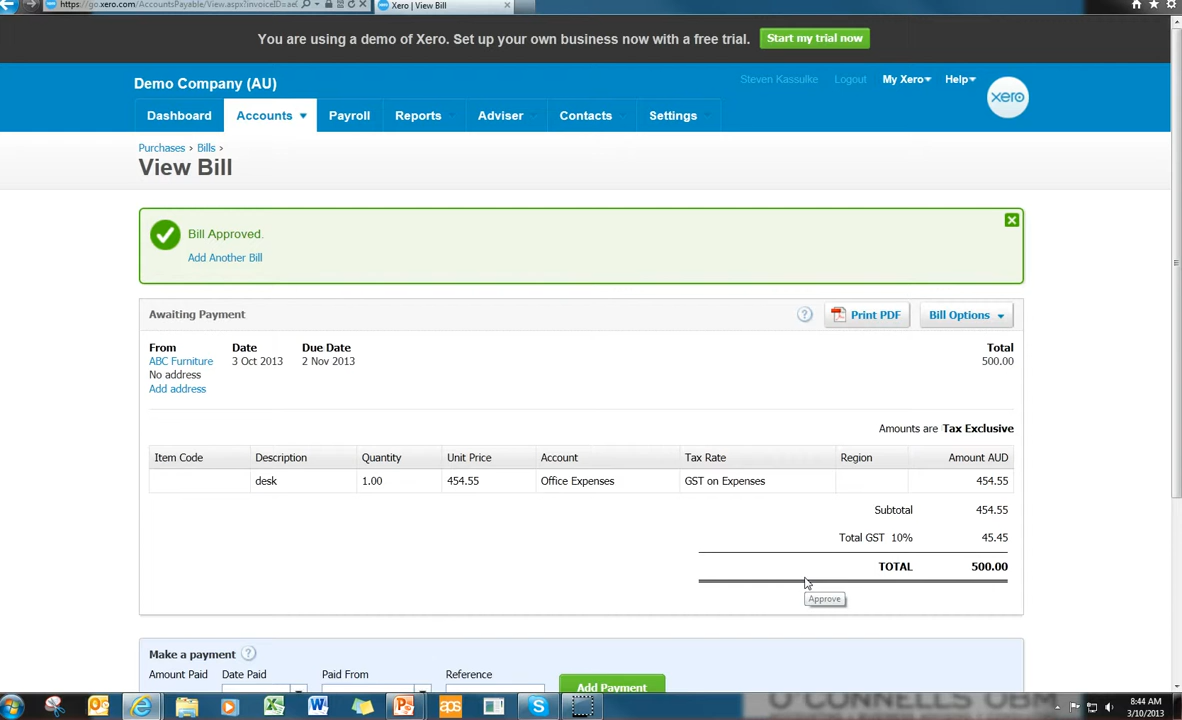 https://go.xero.com/AccountsPayable/View.aspx?invoiceID=ae
Xero | View Bill
You are using a demo of Xero. Set up your own business now with a free trial.
Start my trial now
Demo Company (AU)
Steven Kassulke Logout My Xero Help
xero
Dashboard Accounts Payroll Reports Adviser Contacts Settings
Purchases › Bills ›
View Bill
Bill Approved.
Add Another Bill
Awaiting Payment
? Print PDF Bill Options
From Date Due Date Total
ABC Furniture 3 Oct 2013 2 Nov 2013 500.00
No address
Add address
Amounts are Tax Exclusive
Item Code Description Quantity Unit Price Account Tax Rate Region Amount AUD
desk 1.00 454.55 Office Expenses GST on Expenses 454.55
Subtotal 454.55
Total GST 10% 45.45
TOTAL 500.00
Approve
Make a payment ?
Amount Paid Date Paid Paid From Reference
Add Payment
O'CONNELLS OBM
aps
8:44 AM
3/10/2013